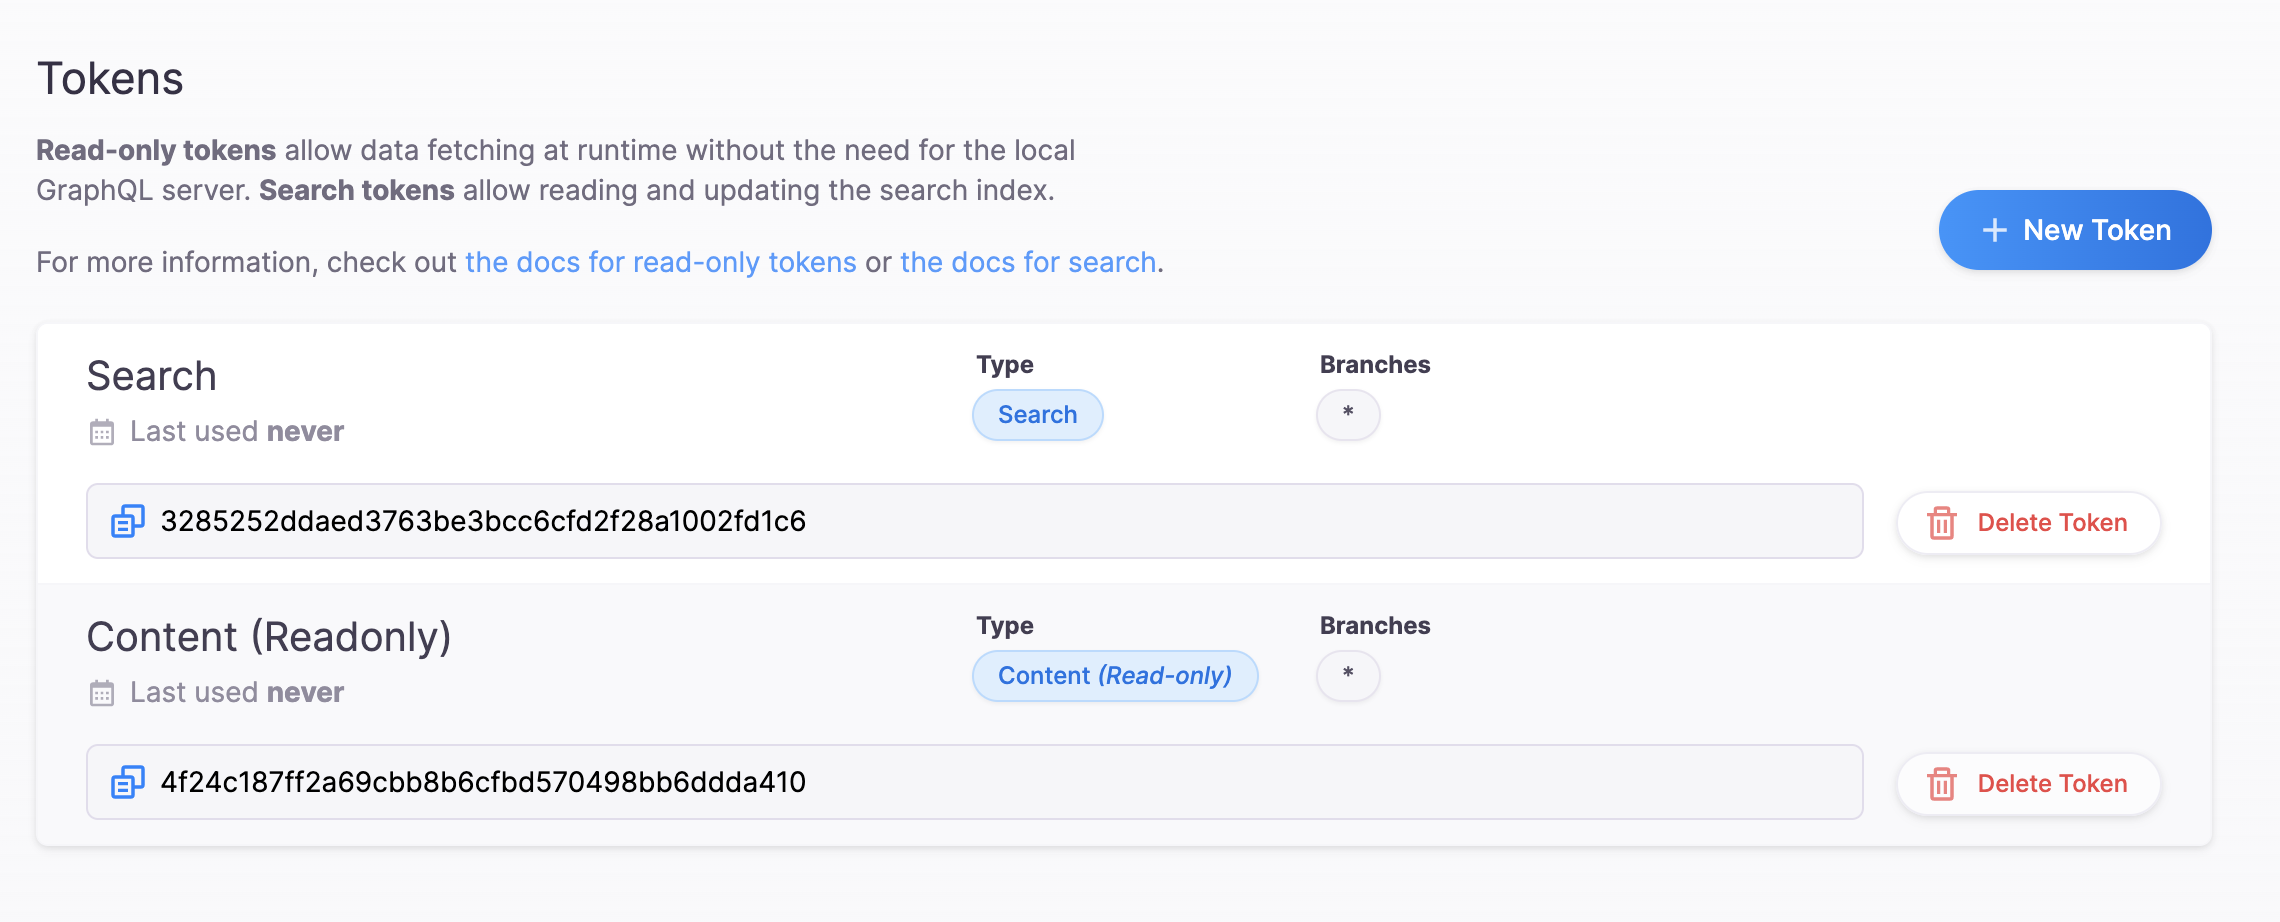 Tokens
Read-only tokens allow data fetching at runtime without the need for the local
GraphQL server. Search tokens allow reading and updating the search index.
+ New Token
For more information, check out the docs for read-only tokens or the docs for search.
Search
Type
Branches
Last used never
Search
*
3285252ddaed3763be3bcc6cfd2f28a1002fd1c6
Delete Token
Content (Readonly)
Type
Branches
Last used never
Content (Read-only)
*
4f24c187ff2a69cbb8b6cfbd570498bb6ddda410
Delete Token